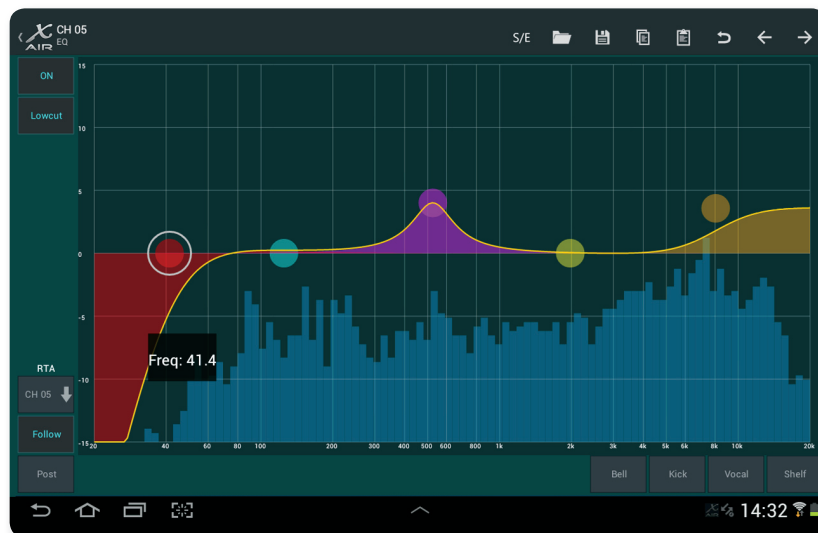 CH 05
X AIR EQ
S/E
ON
Lowcut
15
10
5
0
-5
-10
-15
Freq: 41.4
RTA
CH 05
Follow
Post
20 40 60 80 100 200 300 400 500 600 800 1k 2k 3k 4k 5k 6k 8k 10k 20k
Bell Kick Vocal Shelf
14:32